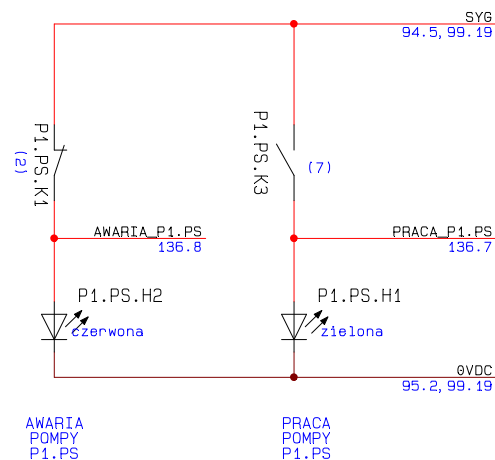 SYG
94.5, 99.19
P1.PS.K1
(2)
P1.PS.K3
(7)
AWARIA_P1.PS
136.8
PRACA_P1.PS
136.7
P1.PS.H2
czerwona
P1.PS.H1
zielona
0VDC
95.2, 99.19
AWARIA
POMPY
P1.PS
PRACA
POMPY
P1.PS